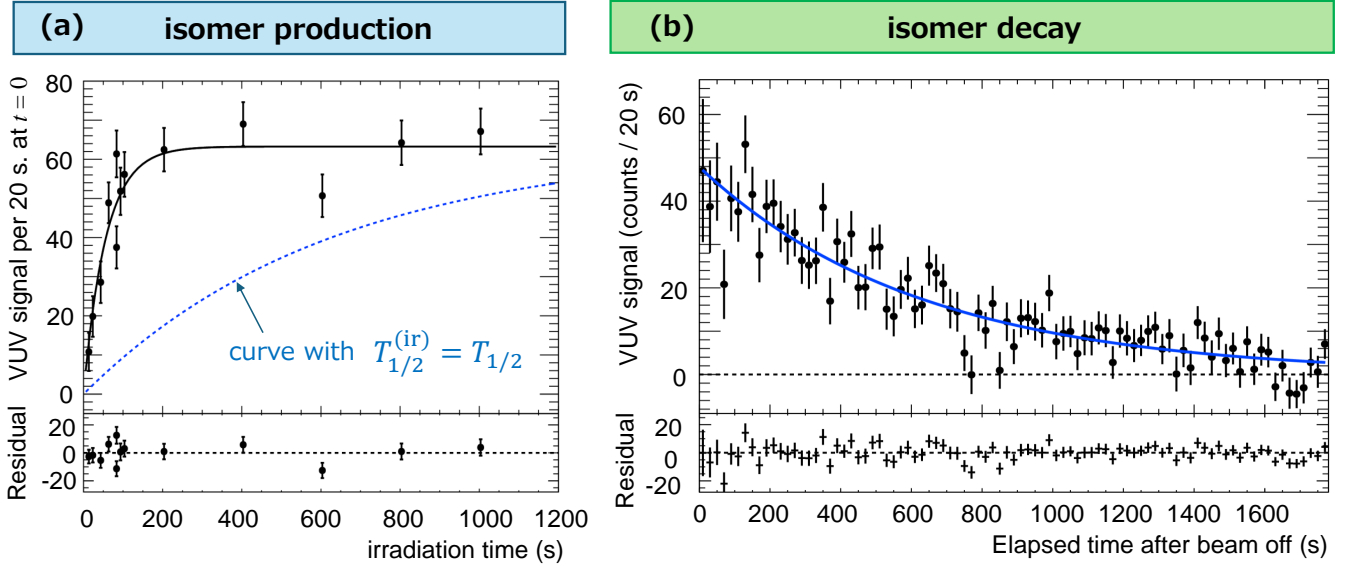 (a) isomer production
VUV signal per 20 s. at t = 0
80
60
40
20
0
curve with T_{1/2}^{(ir)} = T_{1/2}
Residual
20
0
-20
0 200 400 600 800 1000 1200
irradiation time (s)
(b) isomer decay
VUV signal (counts / 20 s)
60
40
20
0
Residual
20
0
-20
0 200 400 600 800 1000 1200 1400 1600
Elapsed time after beam off (s)